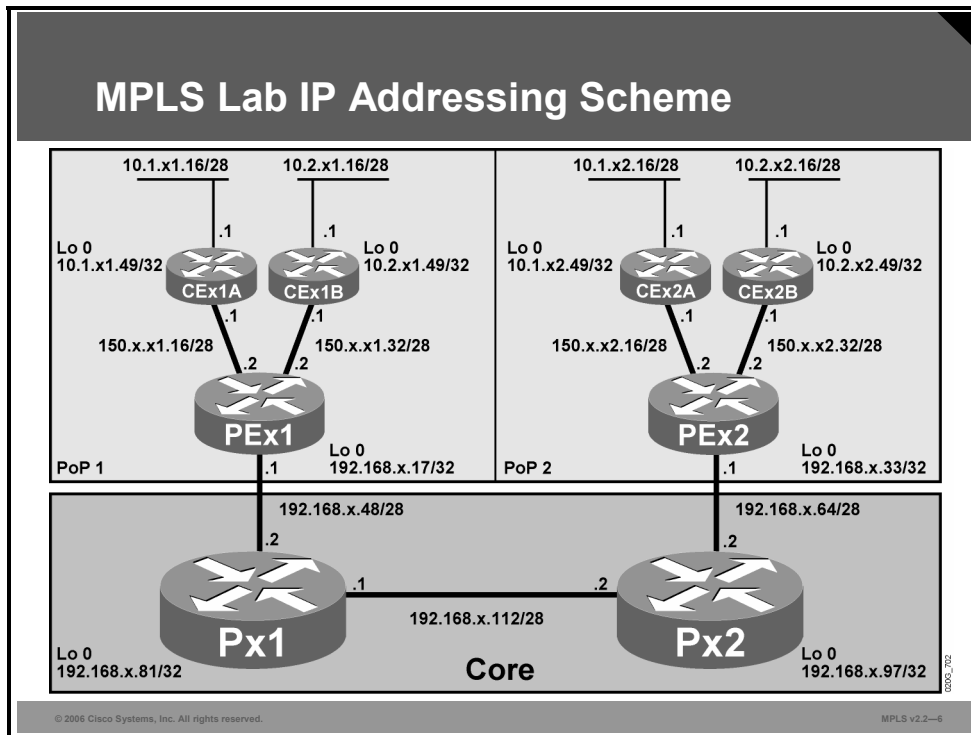 MPLS Lab IP Addressing Scheme
10.1.x1.16/28
10.2.x1.16/28
10.1.x2.16/28
10.2.x2.16/28
.1
.1
.1
.1
Lo 0
10.1.x1.49/32
Lo 0
10.2.x1.49/32
Lo 0
10.1.x2.49/32
Lo 0
10.2.x2.49/32
CEx1A
CEx1B
CEx2A
CEx2B
.1
.1
.1
.1
150.x.x1.16/28
150.x.x1.32/28
150.x.x2.16/28
150.x.x2.32/28
.2
.2
.2
.2
PEx1
PEx2
PoP 1
.1
Lo 0
192.168.x.17/32
PoP 2
.1
Lo 0
192.168.x.33/32
192.168.x.48/28
192.168.x.64/28
.2
.2
.1
.2
192.168.x.112/28
Px1
Px2
Lo 0
192.168.x.81/32
Core
Lo 0
192.168.x.97/32
020G_702
© 2006 Cisco Systems, Inc. All rights reserved.
MPLS v2.2—6